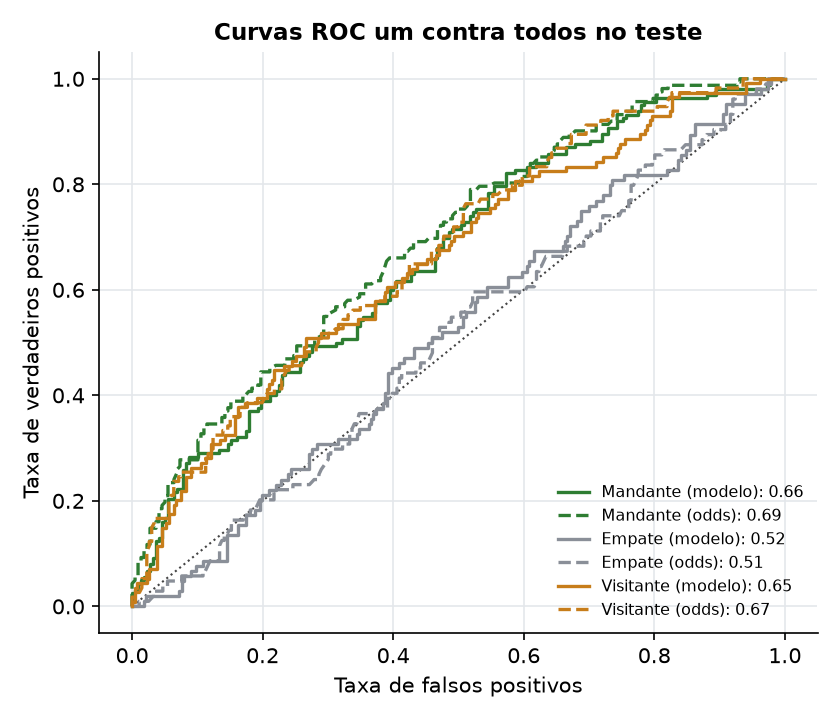 Curvas ROC um contra todos no teste
Taxa de verdadeiros positivos
1.0
0.8
0.6
0.4
0.2
0.0
Mandante (modelo): 0.66
Mandante (odds): 0.69
Empate (modelo): 0.52
Empate (odds): 0.51
Visitante (modelo): 0.65
Visitante (odds): 0.67
0.0 0.2 0.4 0.6 0.8 1.0
Taxa de falsos positivos